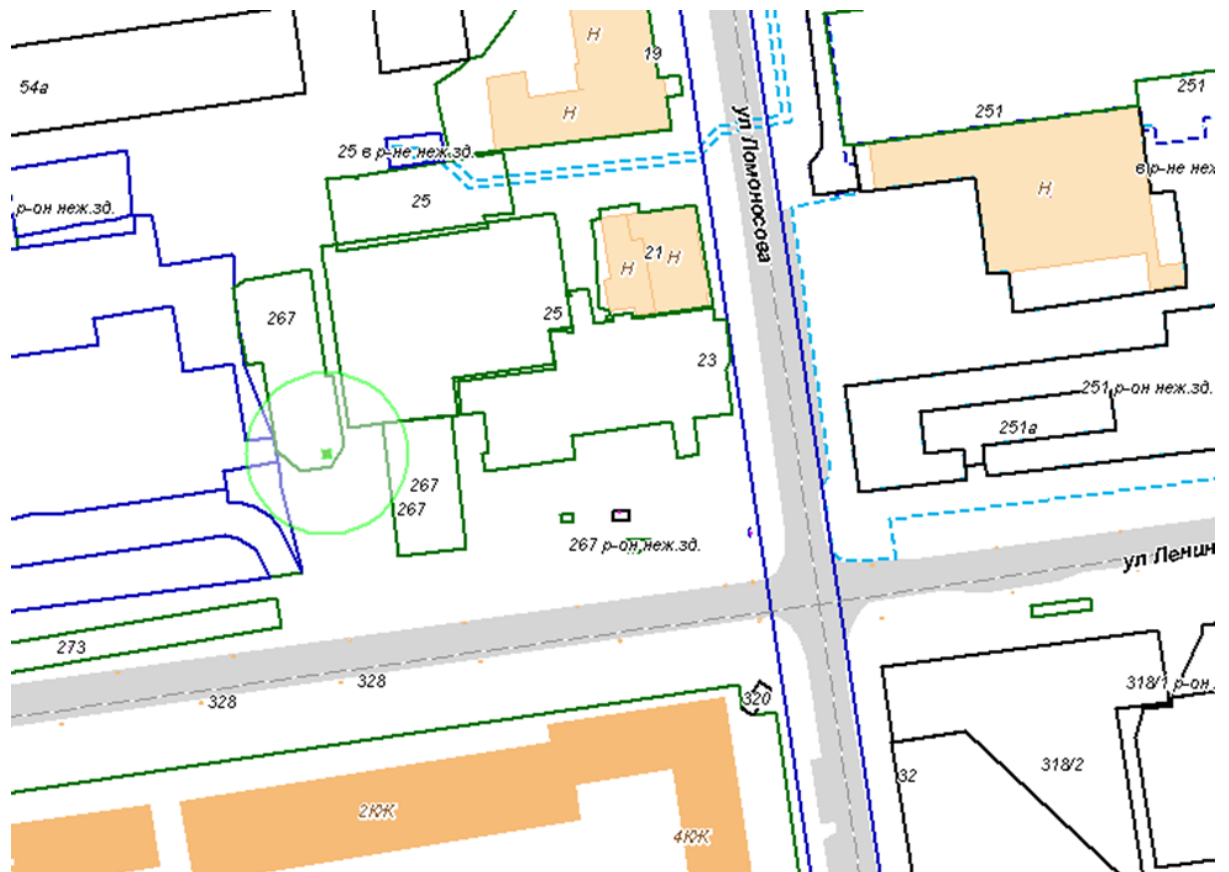 Н
19
54а
Н
251
251
25 в р-не неж.зд.
ул Ломоносова
в р-не неж
Н
25
р-он неж.зд.
21
Н
Н
267
25
23
251 р-он неж.зд.
251а
267
267
267 р-он,неж.зд.
ул Ленин
273
328
328
320
318/1 р-он.
318/2
32
2КЖ
4КЖ